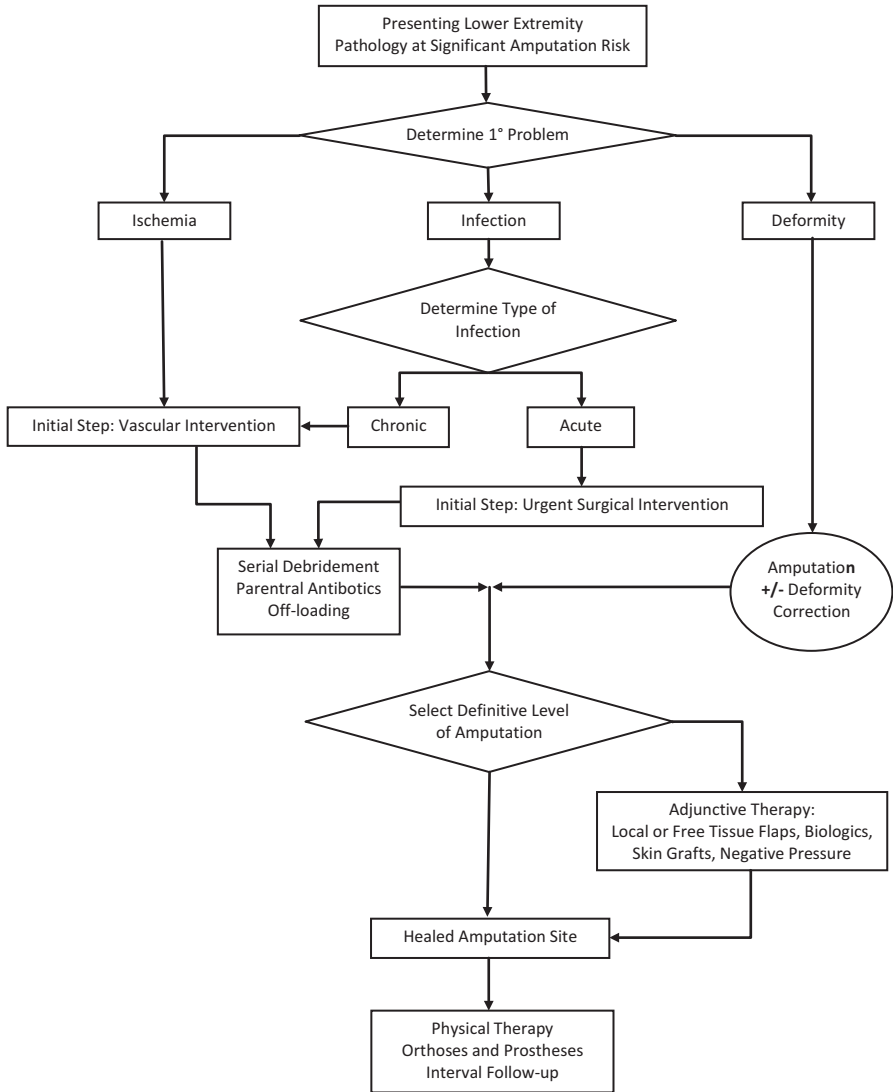 Presenting Lower Extremity
Pathology at Significant Amputation Risk
Determine 1° Problem
Ischemia
Infection
Deformity
Determine Type of
Infection
Initial Step: Vascular Intervention
Chronic
Acute
Initial Step: Urgent Surgical Intervention
Serial Debridement
Parentral Antibotics
Off-loading
Amputation
+/- Deformity
Correction
Select Definitive Level
of Amputation
Adjunctive Therapy:
Local or Free Tissue Flaps, Biologics,
Skin Grafts, Negative Pressure
Healed Amputation Site
Physical Therapy
Orthoses and Prostheses
Interval Follow-up